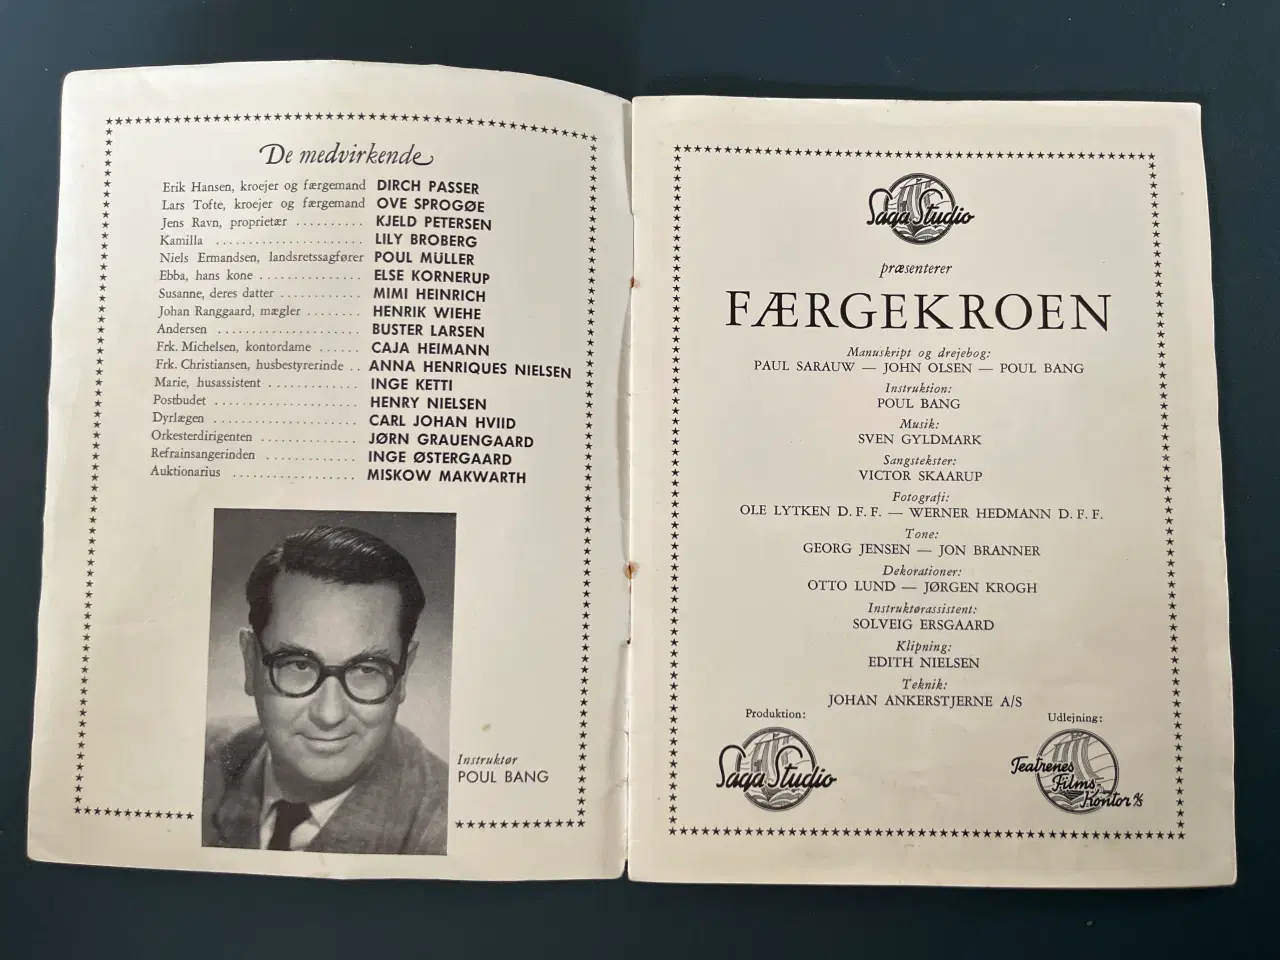 De medvirkende
Erik Hansen, kroejer og færgemand DIRCH PASSER
Lars Tofte, kroejer og færgemand OVE SPROGØE
Jens Ravn, proprietær .......... KJELD PETERSEN
Kamilla ...................... LILY BROBERG
Niels Ermandsen, landsretssagfører POUL MÜLLER
Ebba, hans kone ............... ELSE KORNERUP
Susanne, deres datter ............ MIMI HEINRICH
Johan Ranggaard, mægler ........ HENRIK WIEHE
Andersen ..................... BUSTER LARSEN
Frk. Michelsen, kontordame ...... CAJA HEIMANN
Frk. Christiansen, husbestyrerinde .. ANNA HENRIQUES NIELSEN
Marie, husassistent ............. INGE KETTI
Postbudet ..................... HENRY NIELSEN
Dyrlægen ..................... CARL JOHAN HVIID
Orkesterdirigenten .............. JØRN GRAUENGAARD
Refrainsangerinden .............. INGE ØSTERGAARD
Auktionarius .................. MISKOW MAKWARTH
Instruktør
POUL BANG
Saga Studio
præsenterer
FÆRGEKROEN
Manuskript og drejebog:
PAUL SARAUW — JOHN OLSEN — POUL BANG
Instruktion:
POUL BANG
Musik:
SVEN GYLDMARK
Sangstekster:
VICTOR SKAARUP
Fotografi:
OLE LYTKEN D. F. F. — WERNER HEDMANN D. F. F.
Tone:
GEORG JENSEN — JON BRANNER
Dekorationer:
OTTO LUND — JØRGEN KROGH
Instruktørassistent:
SOLVEIG ERSGAARD
Klipning:
EDITH NIELSEN
Teknik:
JOHAN ANKERSTJERNE A/S
Produktion:
Saga Studio
Udlejning:
Teatrenes
Films-
Kontor A/S